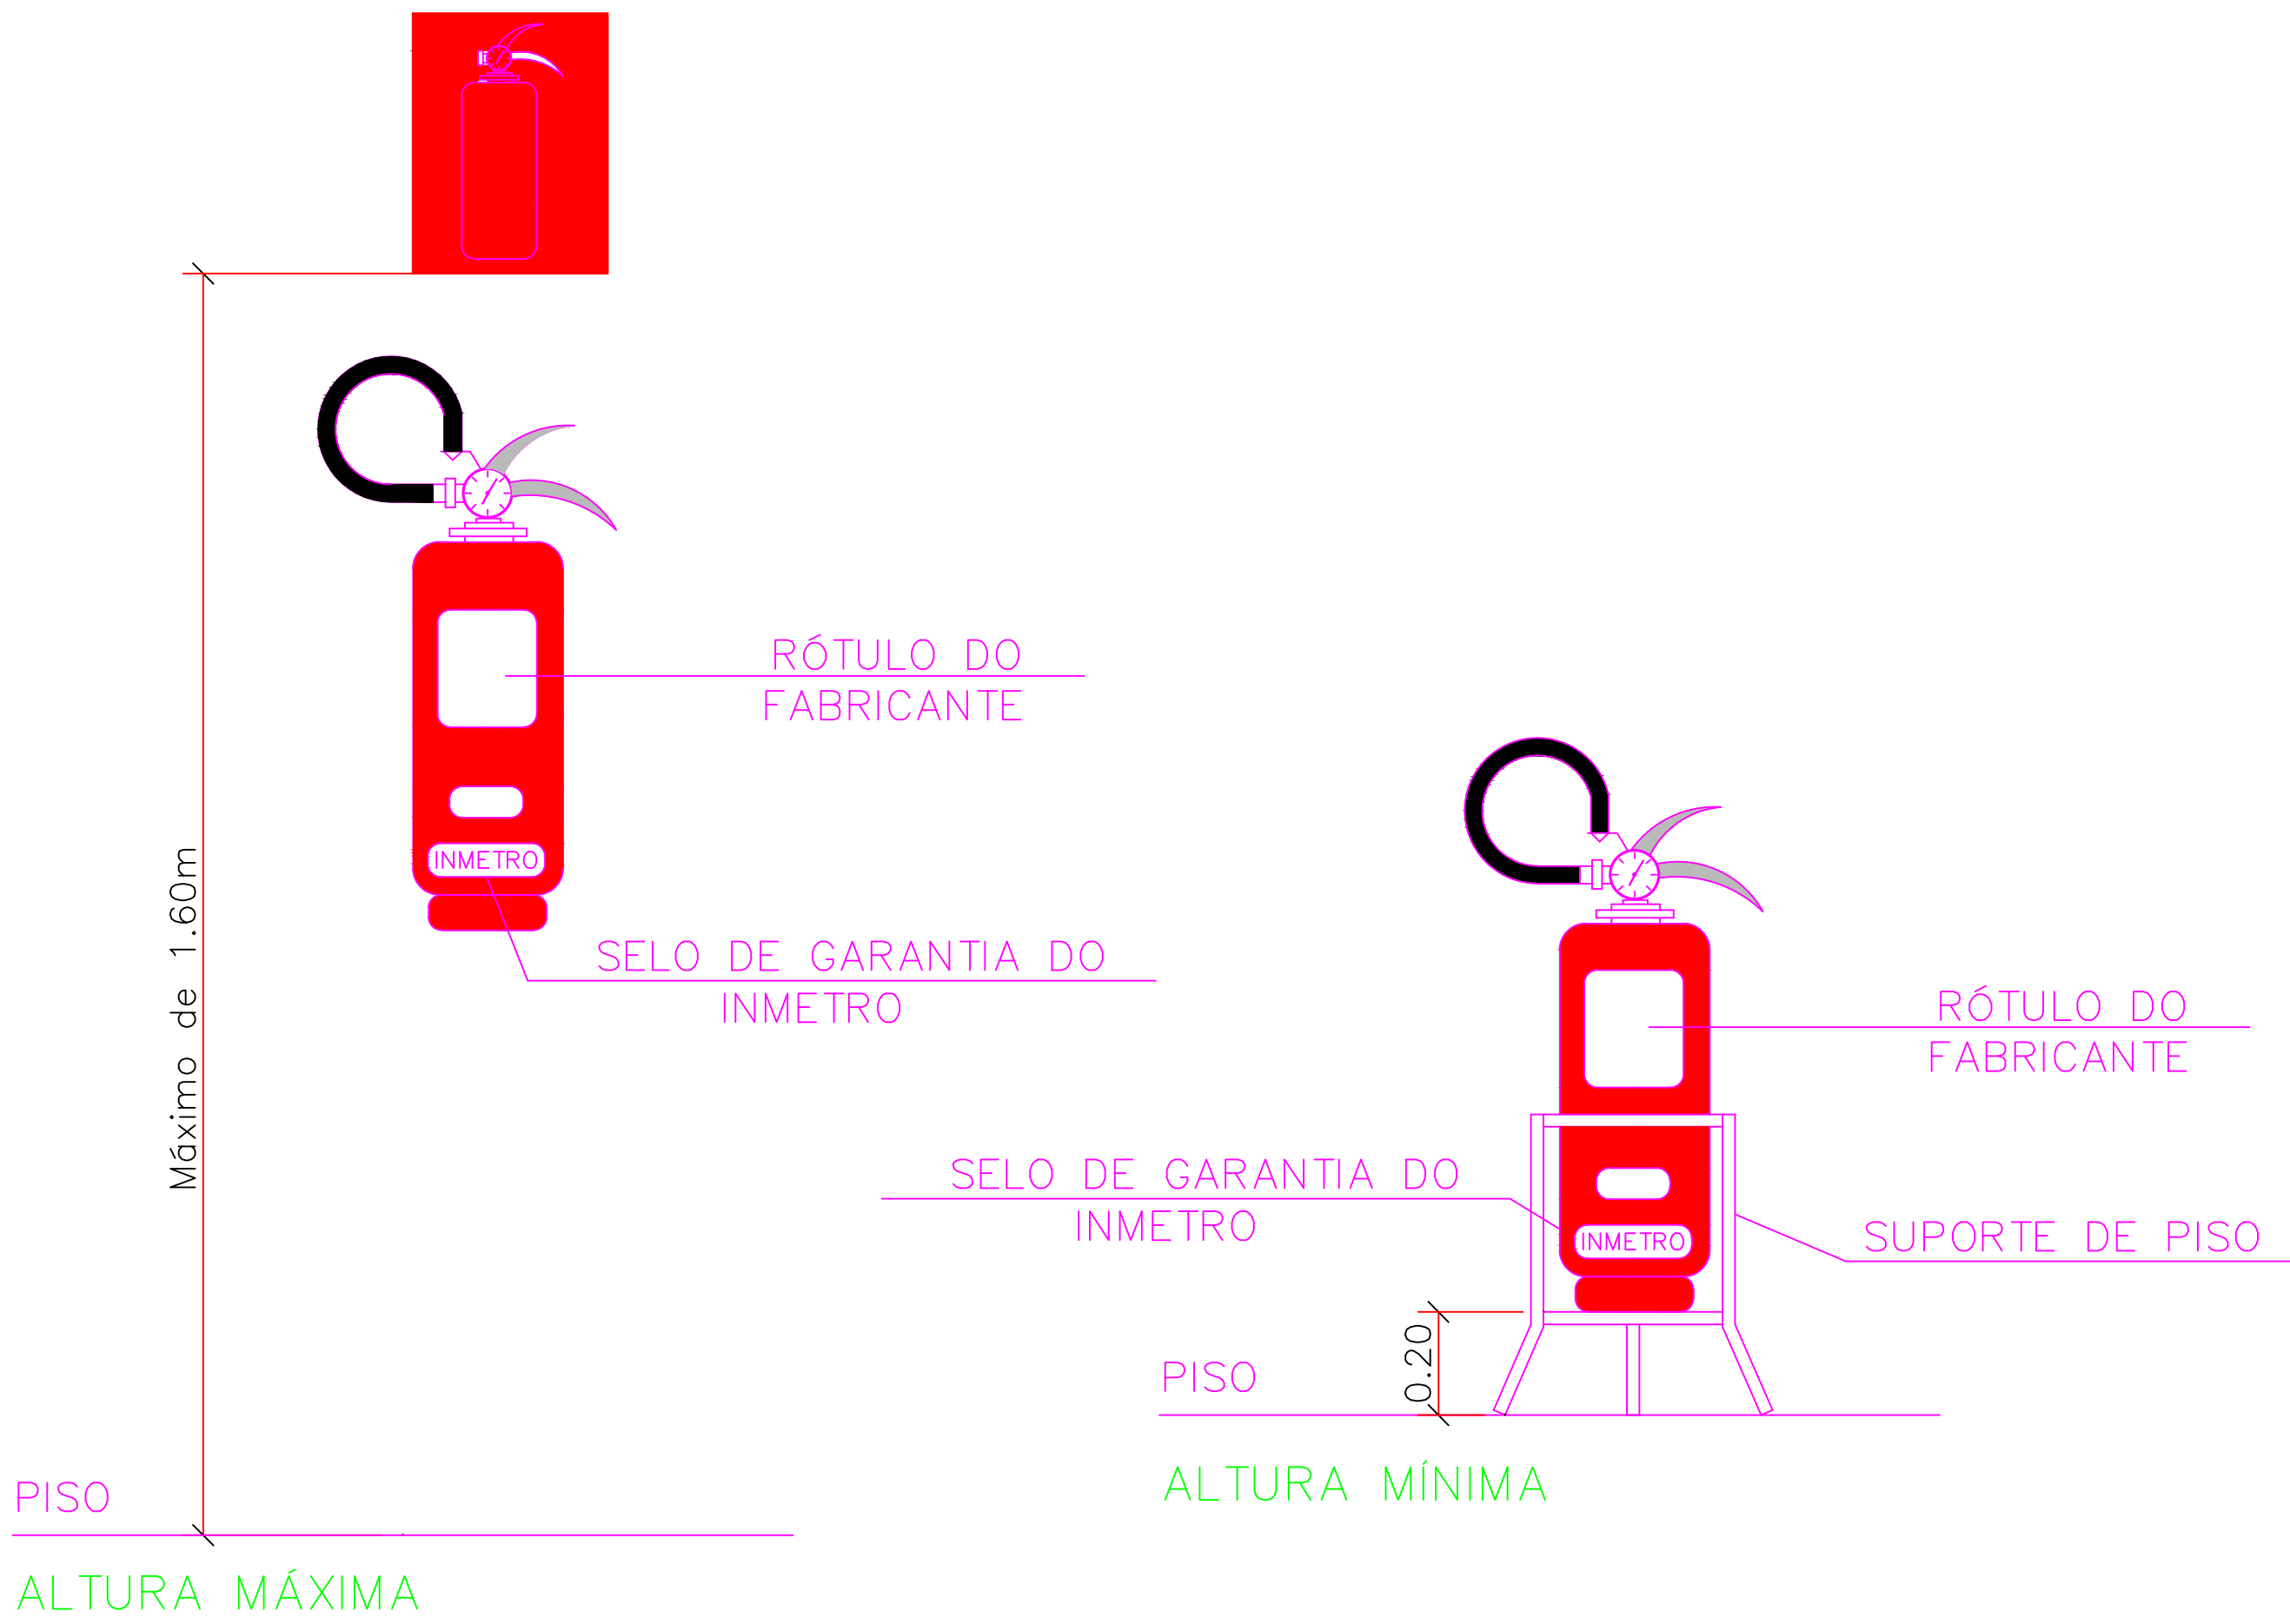 RÓTULO DO
FABRICANTE
INMETRO
SELO DE GARANTIA DO
INMETRO
Máximo de 1.60m
PISO
ALTURA MÁXIMA
RÓTULO DO
FABRICANTE
SELO DE GARANTIA DO
INMETRO
INMETRO
SUPORTE DE PISO
0.20
PISO
ALTURA MÍNIMA